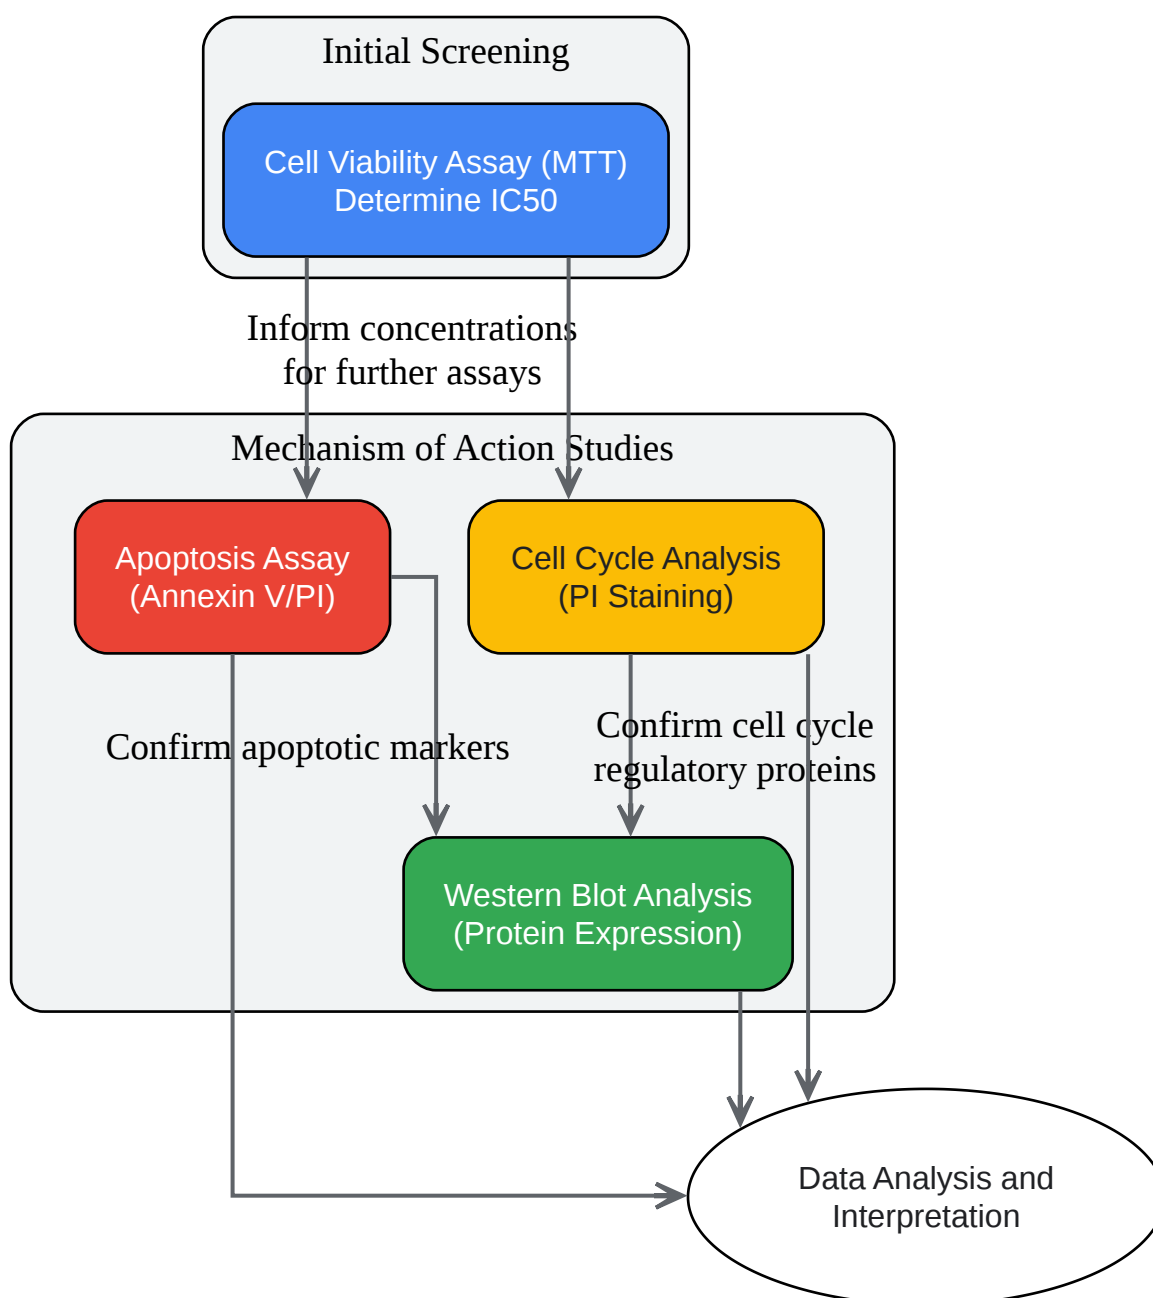 Initial Screening
Cell Viability Assay (MTT)
Determine IC50
Inform concentrations
for further assays
Mechanism of Action Studies
Apoptosis Assay
(Annexin V/PI)
Cell Cycle Analysis
(PI Staining)
Confirm apoptotic markers
Confirm cell cycle
regulatory proteins
Western Blot Analysis
(Protein Expression)
Data Analysis and
Interpretation